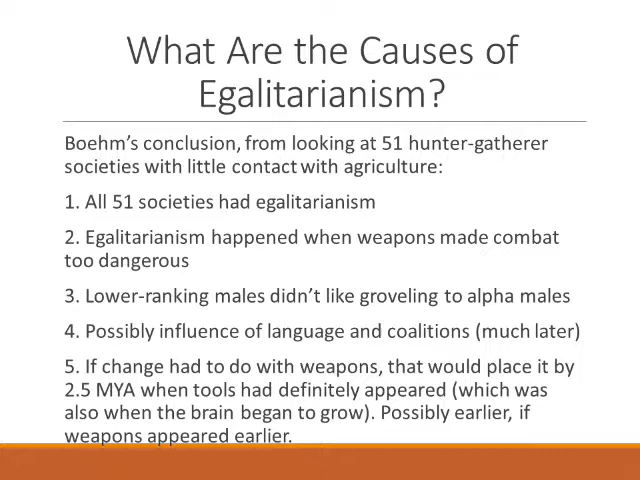 What Are the Causes of
Egalitarianism?
Boehm's conclusion, from looking at 51 hunter-gatherer
societies with little contact with agriculture:
1. All 51 societies had egalitarianism
2. Egalitarianism happened when weapons made combat
too dangerous
3. Lower-ranking males didn't like groveling to alpha males
4. Possibly influence of language and coalitions (much later)
5. If change had to do with weapons, that would place it by
2.5 MYA when tools had definitely appeared (which was
also when the brain began to grow). Possibly earlier, if
weapons appeared earlier.